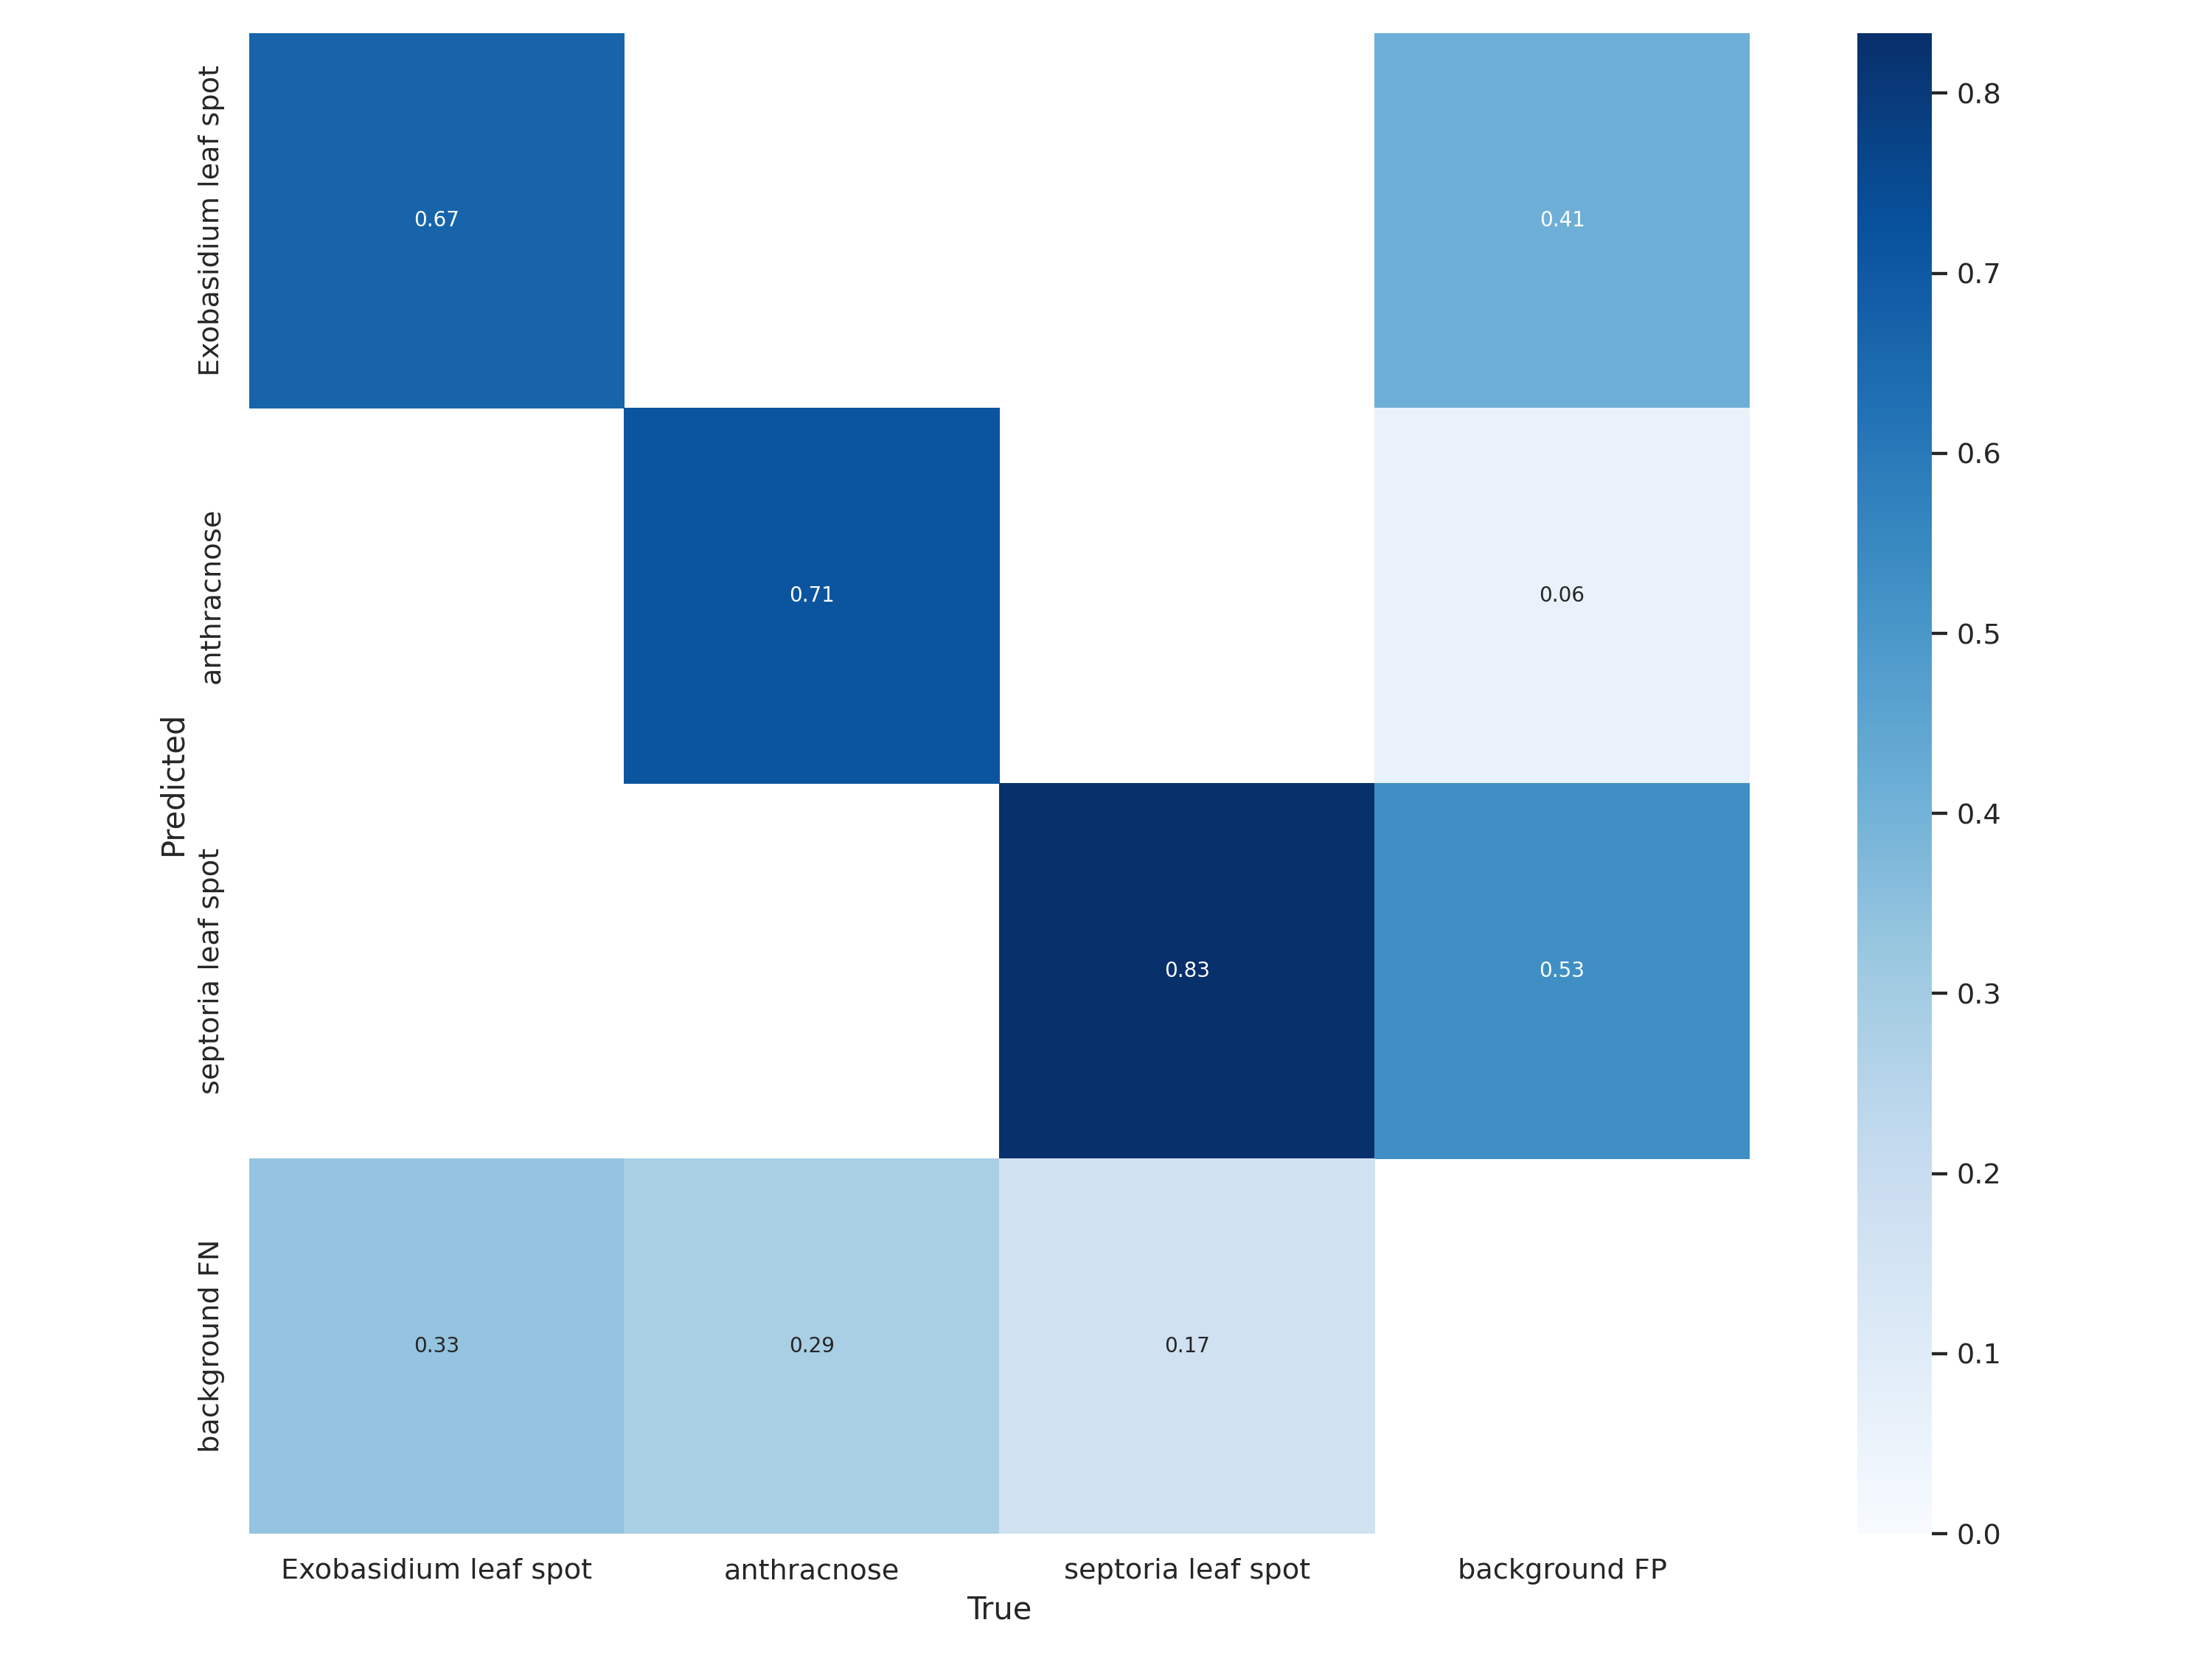 Exobasidium leaf spot
anthracnose
septoria leaf spot
background FN
Predicted
0.67
0.41
0.71
0.06
0.83
0.53
0.33
0.29
0.17
Exobasidium leaf spot
anthracnose
septoria leaf spot
background FP
True
0.8
0.7
0.6
0.5
0.4
0.3
0.2
0.1
0.0